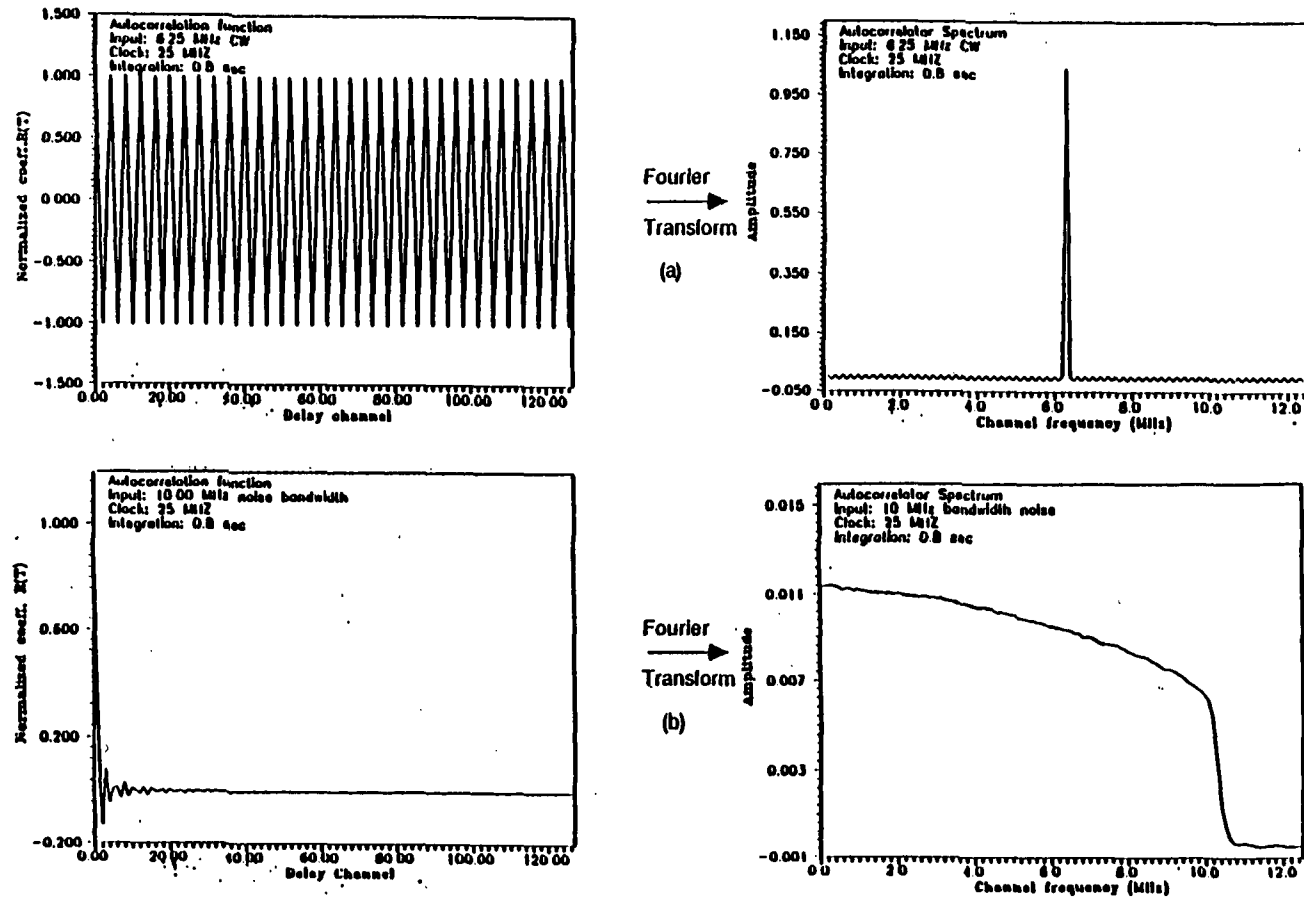 Autocorrelation function
Input: 6.25 MHz CW
Clock: 25 MHZ
Integration: 0.8 sec
1.500
1.000
0.500
0.000
-0.500
-1.000
-1.500
Normalized coeff. R(T)
0.00 20.00 40.00 60.00 80.00 100.00 120.00
Delay channel
Fourier
Transform
(a)
Autocorrelator Spectrum
Input: 6.25 MHz CW
Clock: 25 MHZ
Integration: 0.8 sec
1.150
0.950
0.750
0.550
0.350
0.150
-0.050
Amplitude
0.0 2.0 4.0 6.0 8.0 10.0 12.0
Channel frequency (MHz)
Autocorrelation function
Input: 10.00 MHz noise bandwidth
Clock: 25 MHZ
Integration: 0.8 sec
1.000
0.600
0.200
-0.200
Normalized coeff. R(T)
0.00 20.00 40.00 60.00 80.00 100.00 120.00
Delay Channel
Fourier
Transform
(b)
Autocorrelator Spectrum
Input: 10 MHz bandwidth noise
Clock: 25 MHZ
Integration: 0.8 sec
0.015
0.011
0.007
0.003
-0.001
Amplitude
0.0 2.0 4.0 6.0 8.0 10.0 12.0
Channel frequency (MHz)